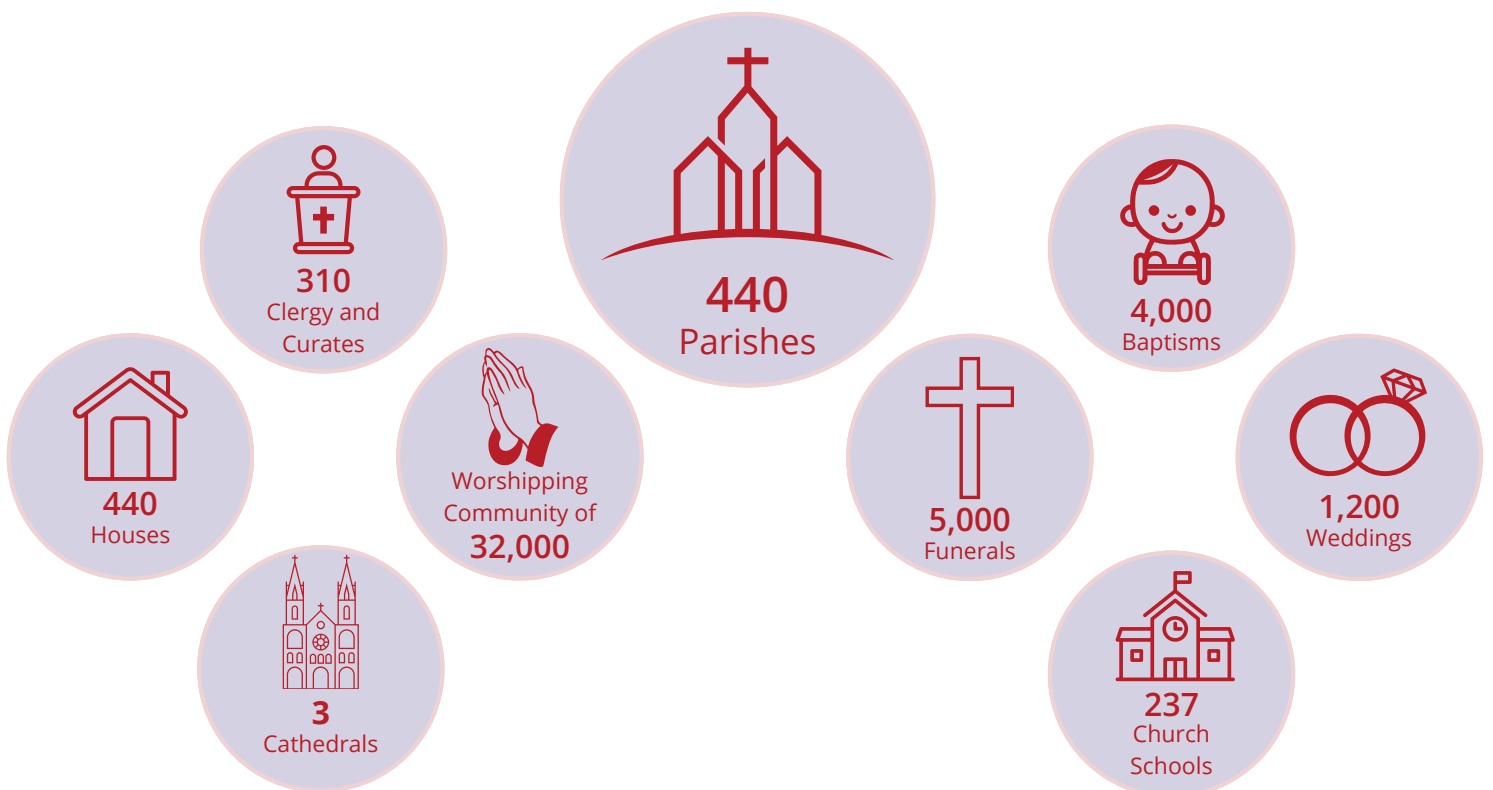 440
Parishes
310
Clergy and
Curates
4,000
Baptisms
440
Houses
Worshipping
Community of
32,000
5,000
Funerals
1,200
Weddings
3
Cathedrals
237
Church
Schools